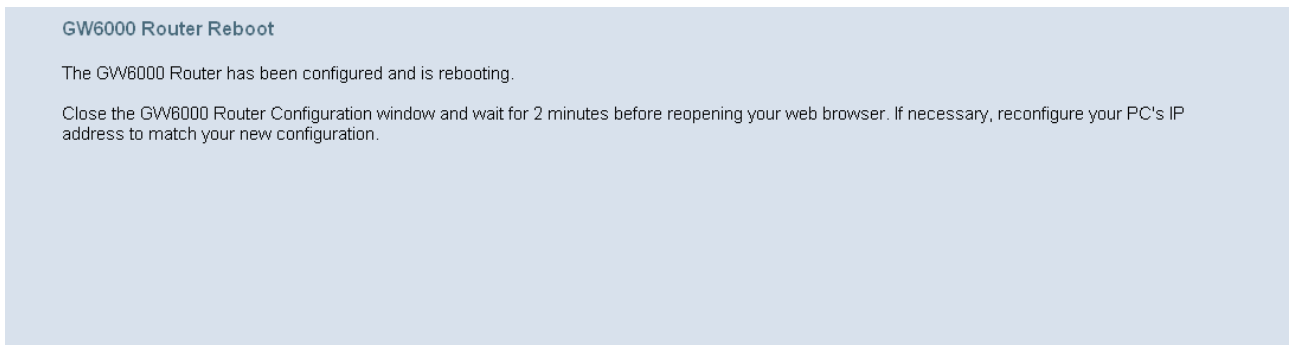 GW6000 Router Reboot
The GW6000 Router has been configured and is rebooting.
Close the GW6000 Router Configuration window and wait for 2 minutes before reopening your web browser. If necessary, reconfigure your PC's IP
address to match your new configuration.